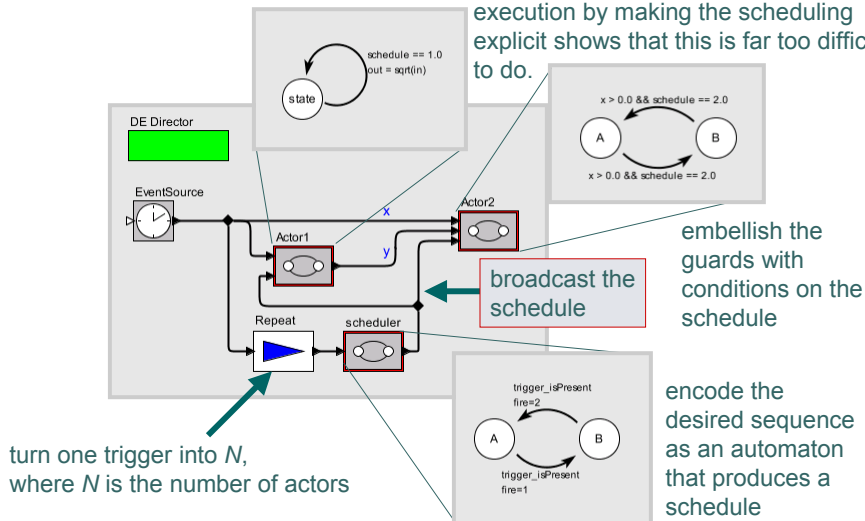 execution by making the scheduling
explicit shows that this is far too
to do.
schedule == 1.0
out = sqrt(in)
state
x > 0.0 && schedule == 2.0
A
B
x > 0.0 && schedule == 2.0
DE Director
EventSource
x
Actor2
Actor1
y
embellish the
guards with
conditions on the
schedule
broadcast the
schedule
Repeat
scheduler
trigger_isPresent
fire=2
A
B
trigger_isPresent
fire=1
encode the
desired sequence
as an automaton
that produces a
schedule
turn one trigger into N,
where N is the number of actors